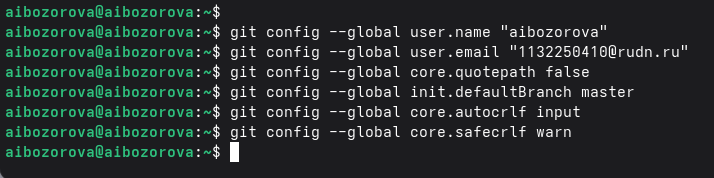 aibozorova@aibozorova:~$
aibozorova@aibozorova:~$ git config --global user.name "aibozorova"
aibozorova@aibozorova:~$ git config --global user.email "1132250410@rudn.ru"
aibozorova@aibozorova:~$ git config --global core.quotepath false
aibozorova@aibozorova:~$ git config --global init.defaultBranch master
aibozorova@aibozorova:~$ git config --global core.autocrlf input
aibozorova@aibozorova:~$ git config --global core.safecrlf warn
aibozorova@aibozorova:~$